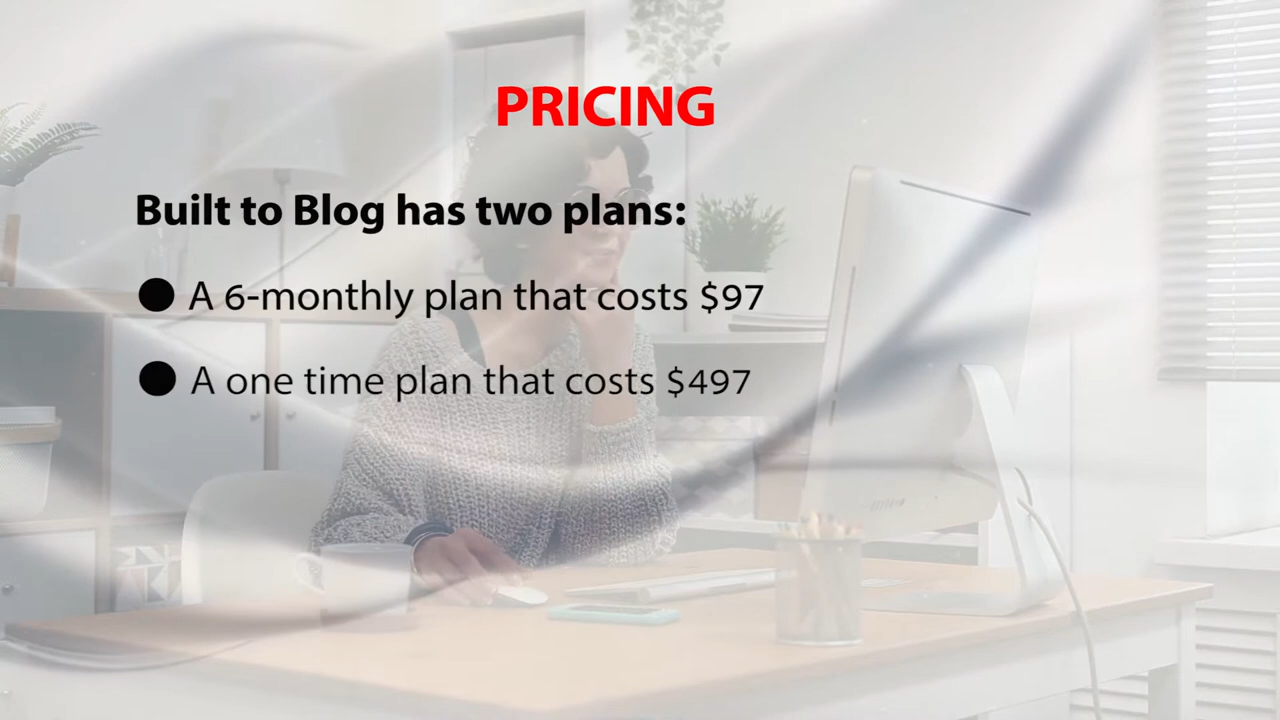 PRICING
Built to Blog has two plans:
● A 6-monthly plan that costs $97
● A one time plan that costs $497